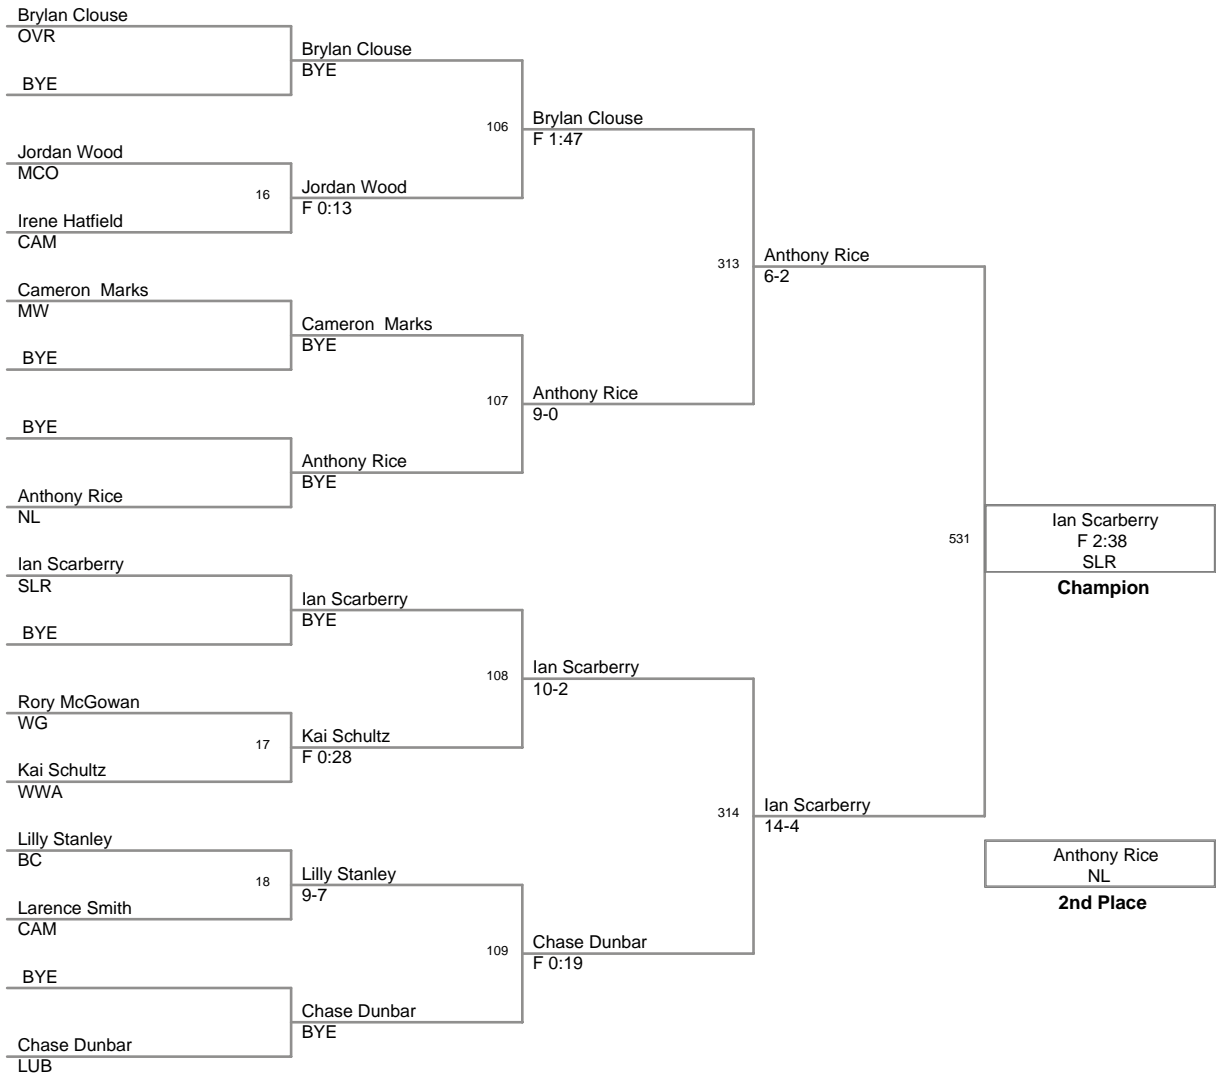 Brylan Clouse
OVR
BYE
Jordan Wood
MCO
16
Irene Hatfield
CAM
Cameron  Marks
MW
BYE
BYE
Anthony Rice
NL
Ian Scarberry
SLR
BYE
Rory McGowan
WG
17
Kai Schultz
WWA
Lilly Stanley
BC
18
Larence Smith
CAM
BYE
Chase Dunbar
LUB
Brylan Clouse
BYE
106
Jordan Wood
F 0:13
Cameron  Marks
BYE
107
Anthony Rice
BYE
Ian Scarberry
BYE
108
Kai Schultz
F 0:28
Lilly Stanley
9-7
109
Chase Dunbar
BYE
Brylan Clouse
F 1:47
313
Anthony Rice
9-0
Ian Scarberry
10-2
314
Chase Dunbar
F 0:19
Anthony Rice
6-2
531
Ian Scarberry
14-4
Ian Scarberry
F 2:38
SLR
Champion
Anthony Rice
NL
2nd Place